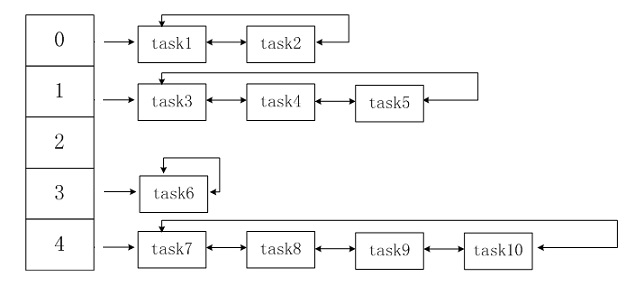 0 task1 task2
1 task3 task4 task5
2
3 task6
4 task7 task8 task9 task10